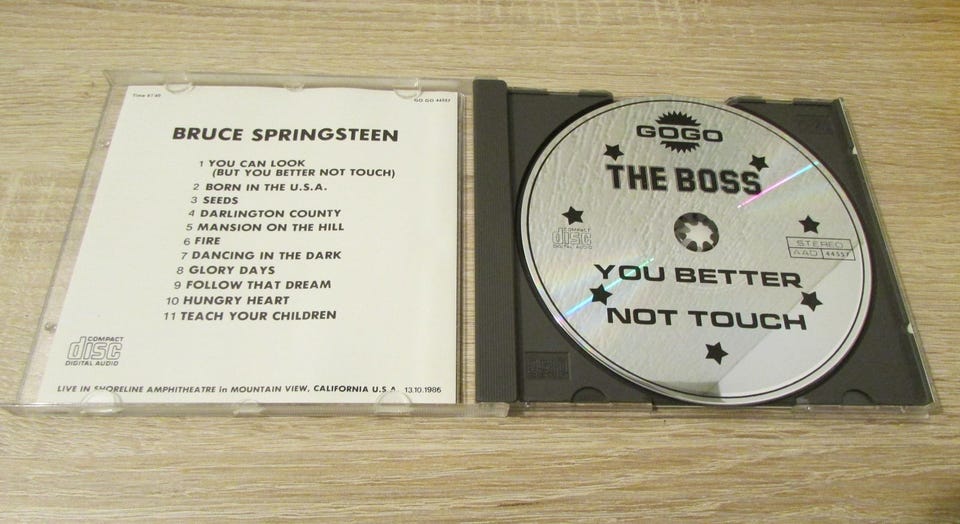 Time 47:40
GO GO 44557
BRUCE SPRINGSTEEN
1 YOU CAN LOOK
(BUT YOU BETTER NOT TOUCH)
2 BORN IN THE U.S.A.
3 SEEDS
4 DARLINGTON COUNTY
5 MANSION ON THE HILL
6 FIRE
7 DANCING IN THE DARK
8 GLORY DAYS
9 FOLLOW THAT DREAM
10 HUNGRY HEART
11 TEACH YOUR CHILDREN
COMPACT
disc
DIGITAL AUDIO
LIVE IN SHORELINE AMPHITHEATRE in MOUNTAIN VIEW, CALIFORNIA U.S.A. 13.10.1986
GOGO
THE BOSS
COMPACT
disc
STEREO
AAD 44557
YOU BETTER
NOT TOUCH